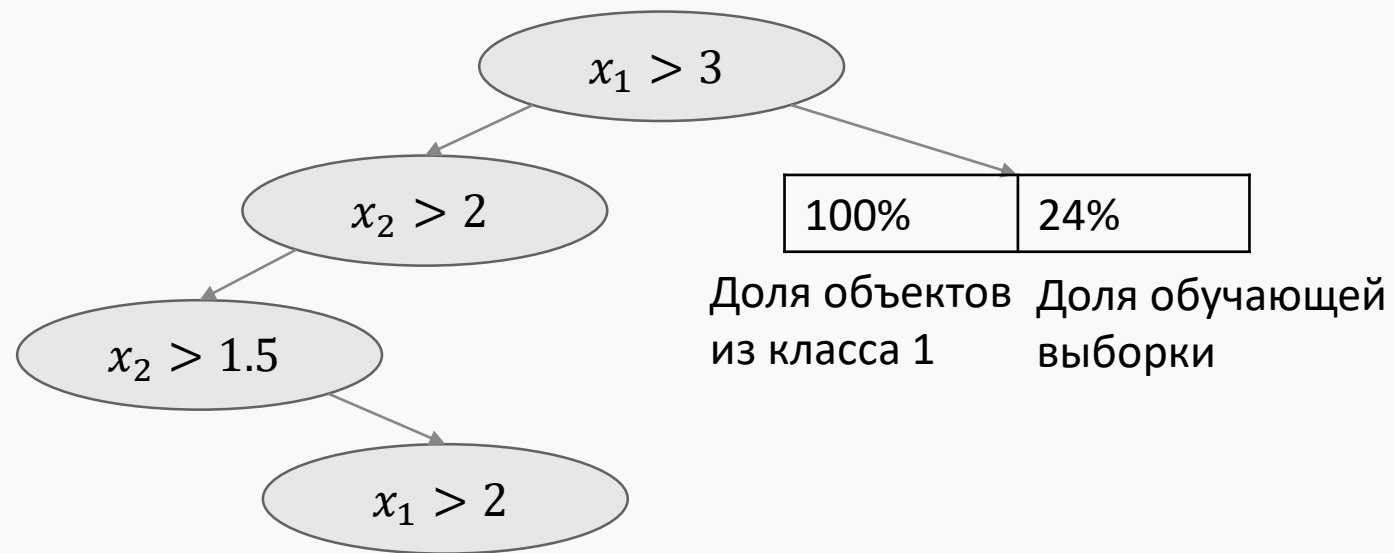 x₁ > 3
x₂ > 2
100% 24%
Доля объектов Доля обучающей
из класса 1 выборки
x₂ > 1.5
x₁ > 2